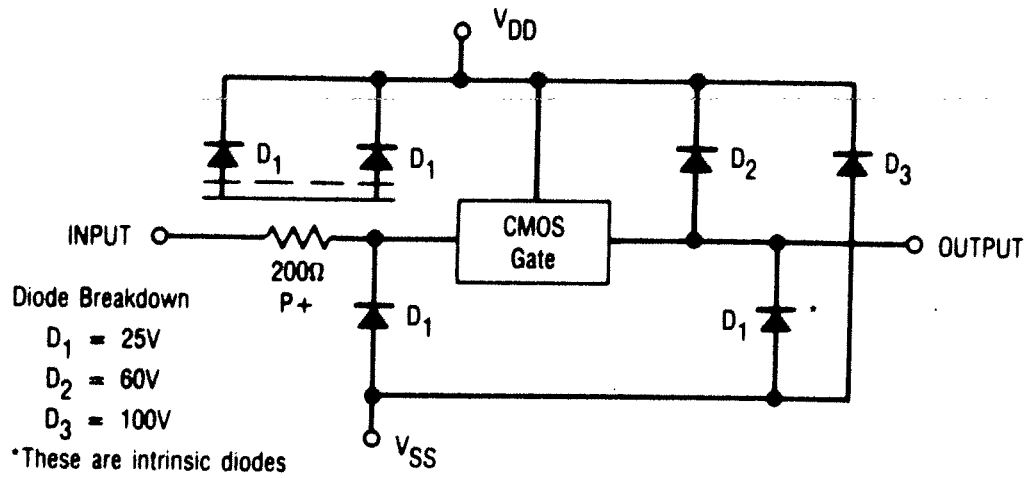 VDD
D1
D1
D2
D3
INPUT
200Ω
P+
CMOS
Gate
OUTPUT
D1
D1 *
Diode Breakdown
D1 = 25V
D2 = 60V
D3 = 100V
*These are intrinsic diodes
VSS